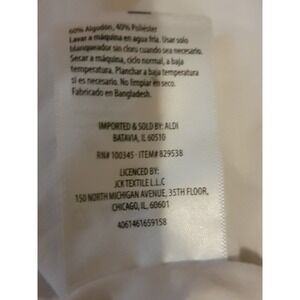 60% Algodón, 40% Poliéster
Lavar a máquina en agua fría. Usar solo
blanqueador sin cloru cuando sea necesario.
Secar a máquina, ciclo normal, a baja
temperatura. Planchar a baja temperatura
si es necesario. No limpiar en seco.
Fabricado en Bangladesh.
IMPORTED & SOLD BY: ALDI
BATAVIA, IL 60510
RN# 100345 · ITEM# 829538
LICENCED BY:
JCK TEXTILE L.L.C
150 NORTH MICHIGAN AVENUE, 35TH FLOOR,
CHICAGO, IL, 60601
4061461659158